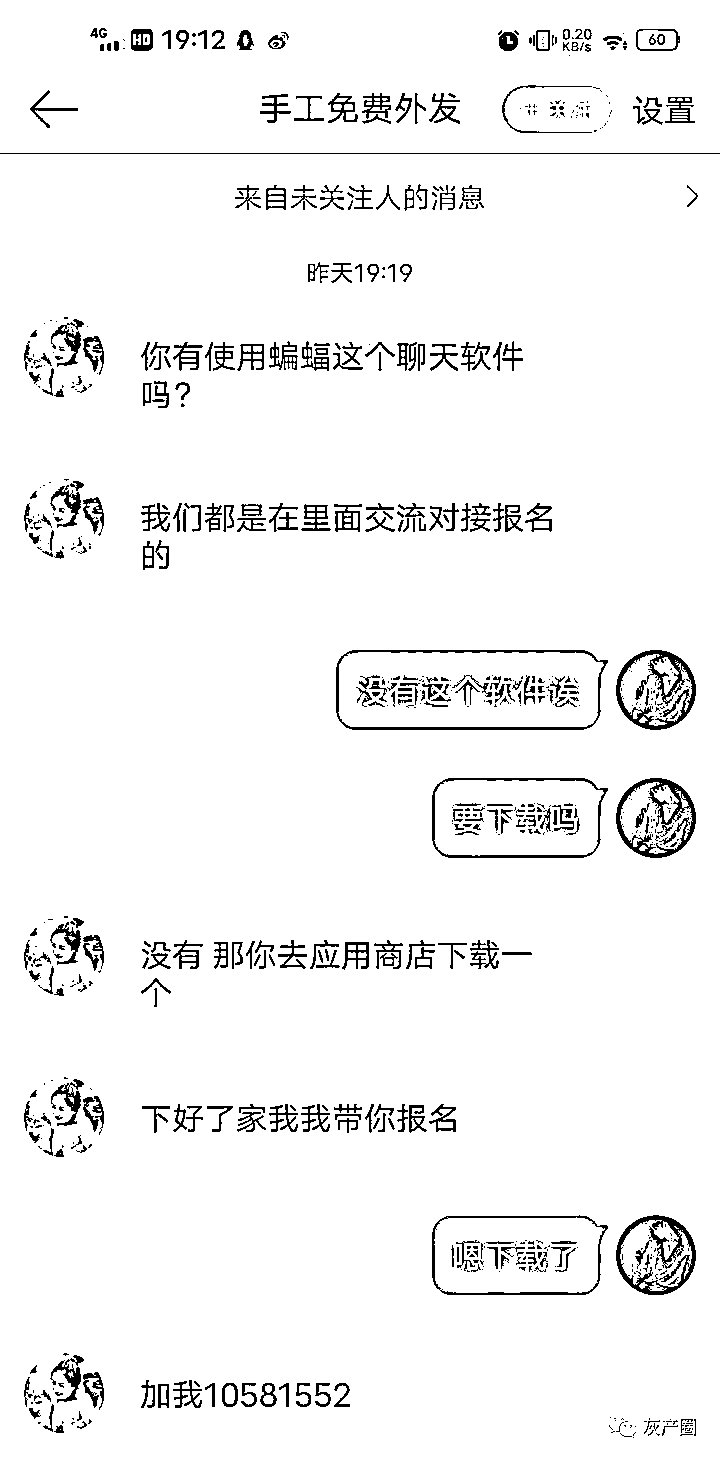 4G HD 19:12 0.20 KB/s 60
手工免费外发 设置
来自未关注人的消息
昨天19:19
你有使用蝙蝠这个聊天软件
吗?
我们都是在里面交流对接报名
的
没有这个软件诶
要下载吗
没有 那你去应用商店下载一
个
下好了家我我带你报名
嗯下载了
加我10581552
灰产圈